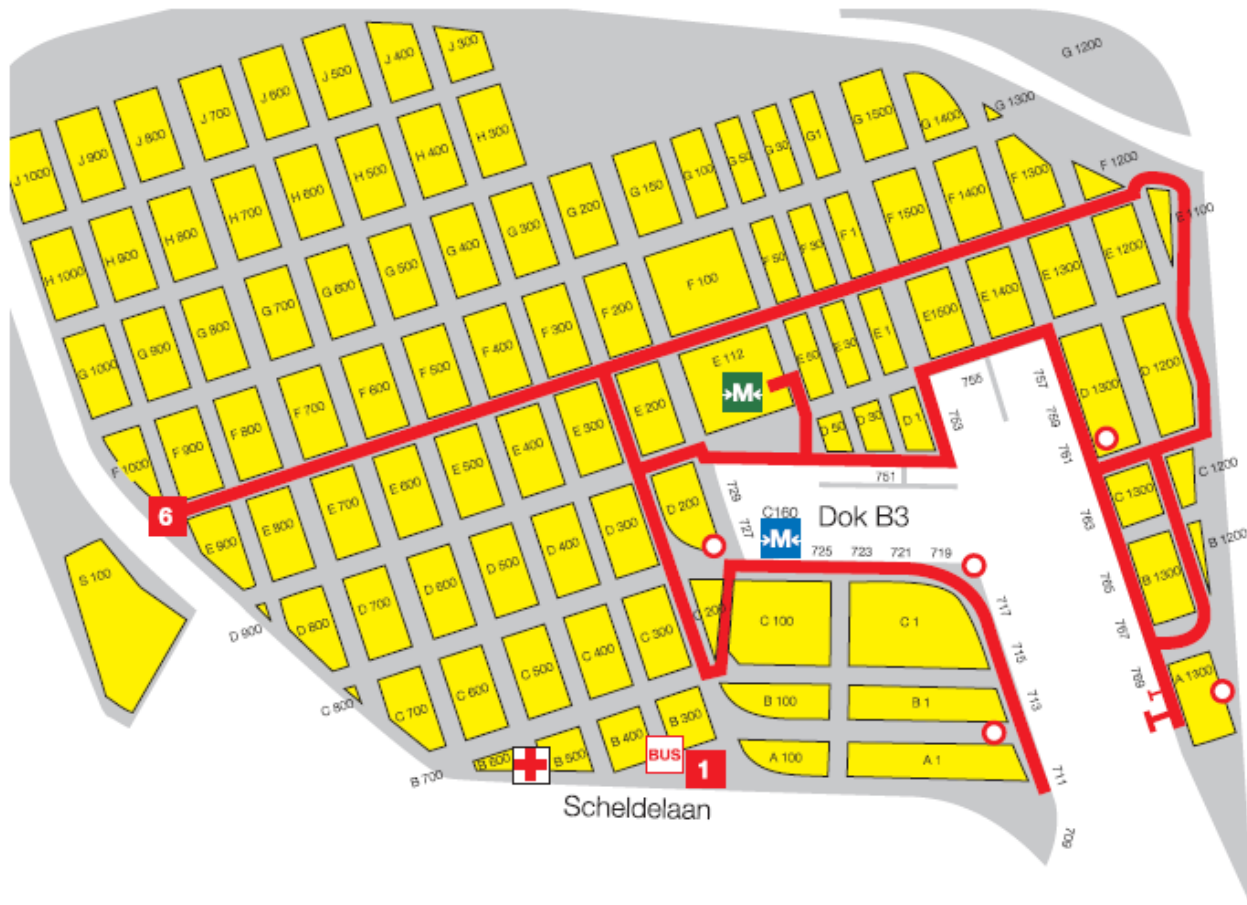 J 1000
J 900
J 800
J 700
J 600
J 500
J 400
J 300
G 1200
H 1000
H 900
H 800
H 700
H 600
H 500
H 400
H 300
G 1000
G 900
G 800
G 700
G 600
G 500
G 400
G 300
G 200
G 150
G 100
G 50
G 30
G1
G 1500
G 1400
G 1300
F 1000
F 900
F 800
F 700
F 600
F 500
F 400
F 300
F 200
F 100
F 50
F 30
F 1
F 1500
F 1400
F 1300
F 1200
6
E 900
E 800
E 700
E 600
E 500
E 400
E 300
E 200
E 112
M
E 50
E 30
E 1
E1500
E 1400
E 1300
E 1200
E 1100
S 100
D 900
D 800
D 700
D 600
D 500
D 400
D 300
D 200
D 50
D 30
D 1
D 1300
D 1200
753
755
757
759
761
763
765
767
769
751
729
727
C160
M
Dok B3
725
723
721
719
717
715
713
711
709
C 800
C 700
C 600
C 500
C 400
C 300
C 200
C 100
C 1
C 1300
C 1200
B 700
B 600
B 500
B 400
B 300
B 100
B 1
B 1300
B 1200
BUS
1
A 100
A 1
A 1300
Scheldelaan